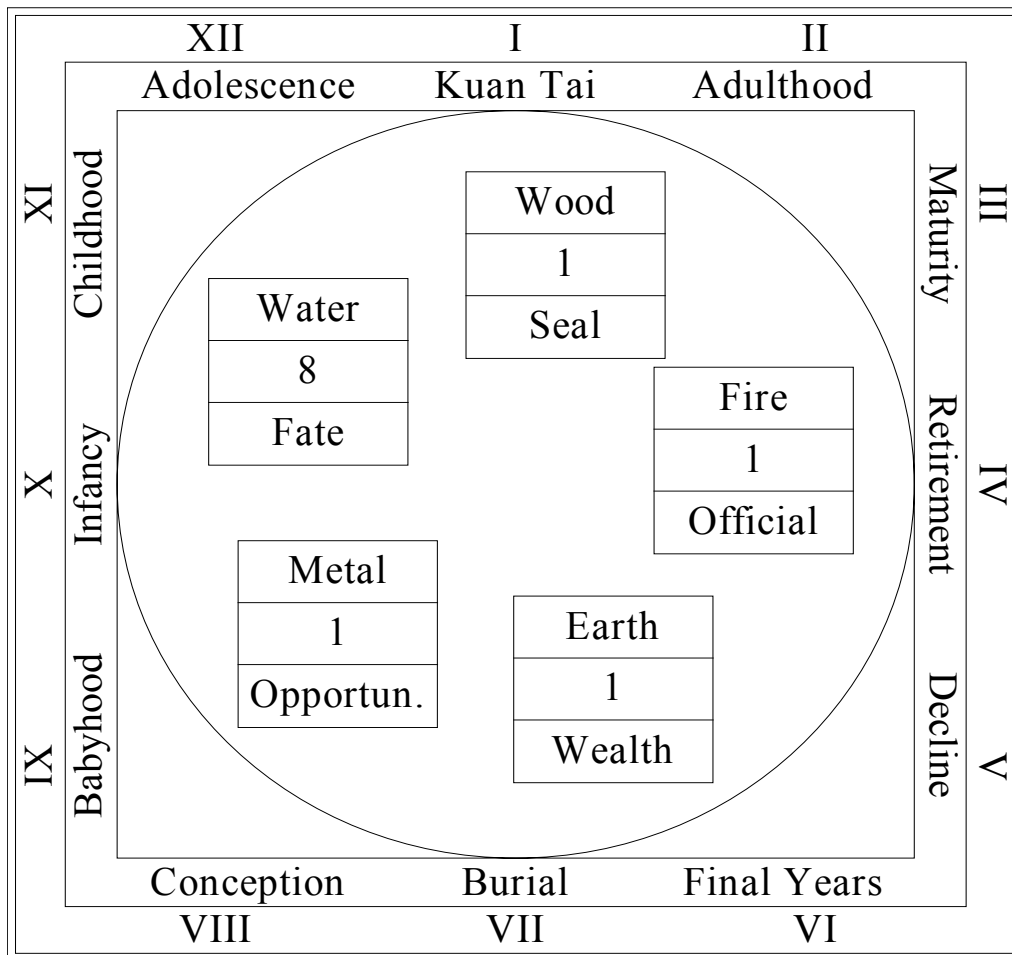 XII I II
Adolescence Kuan Tai Adulthood
XI Childhood
X Infancy
IX Babyhood
Wood
1
Seal
Water
8
Fate
Fire
1
Official
Metal
1
Opportun.
Earth
1
Wealth
Maturity III
Retirement IV
Decline V
Conception Burial Final Years
VIII VII VI